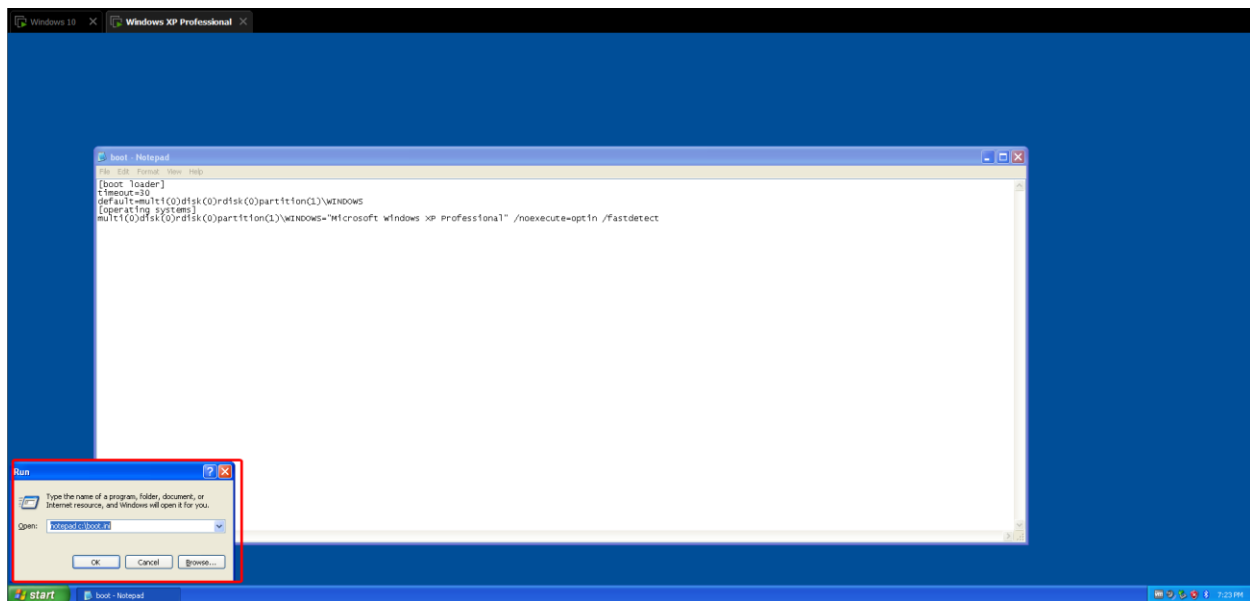 Windows 10
Windows XP Professional
boot - Notepad
File Edit Format View Help
[boot loader]
timeout=30
default=multi(0)disk(0)rdisk(0)partition(1)\WINDOWS
[operating systems]
multi(0)disk(0)rdisk(0)partition(1)\WINDOWS="Microsoft Windows XP Professional" /noexecute=optin /fastdetect
Run
Type the name of a program, folder, document, or
Internet resource, and Windows will open it for you.
Open: notepad c:\boot.ini
OK Cancel Browse...
start boot - Notepad 7:23 PM